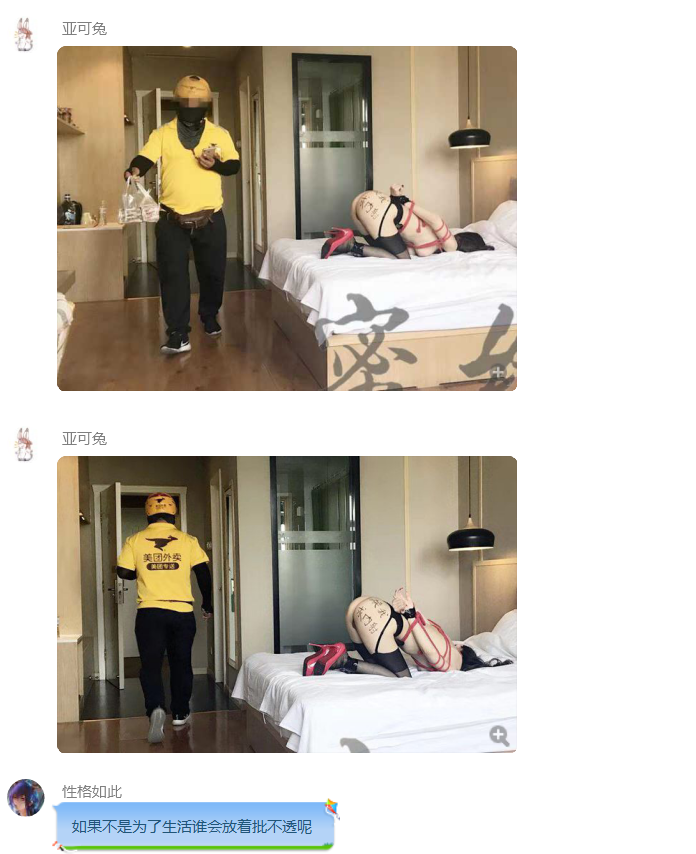 亚可兔
密
亚可兔
美团外卖
美团专送
性格如此
如果不是为了生活谁会放着批不透呢